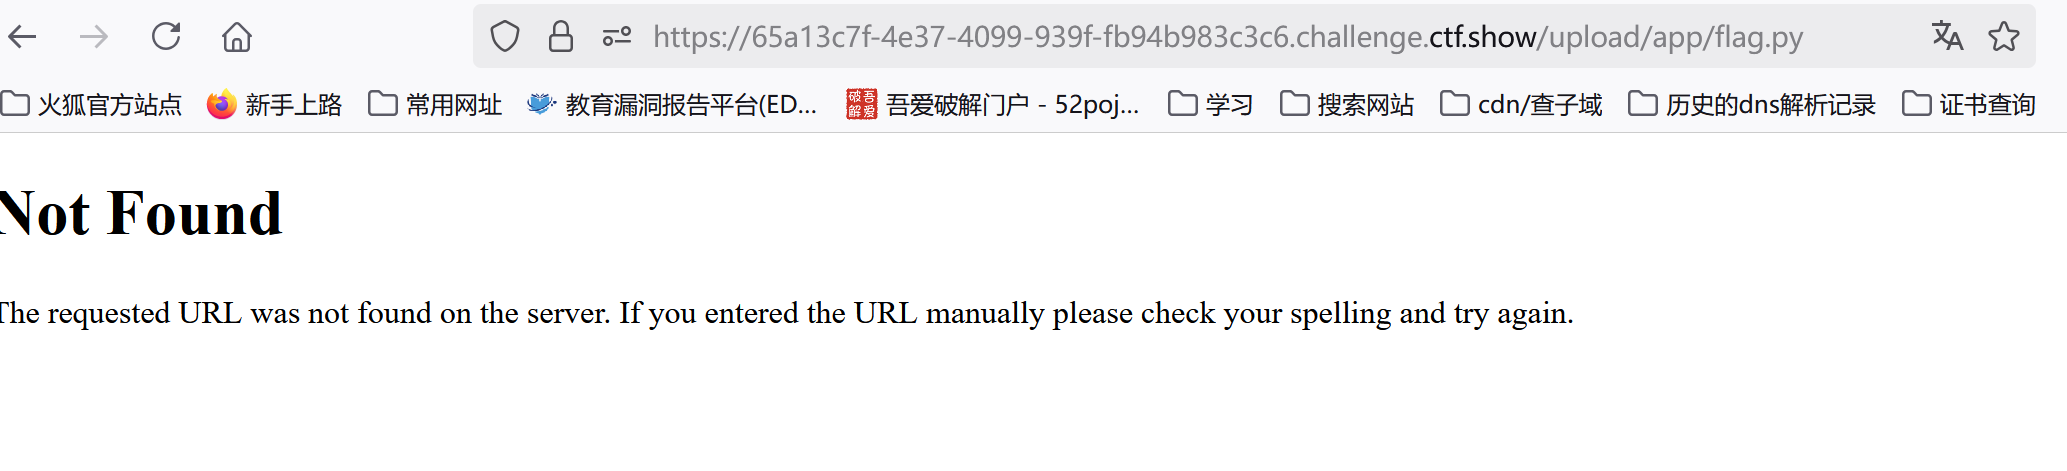 https://65a13c7f-4e37-4099-939f-fb94b983c3c6.challenge.ctf.show/upload/app/flag.py
火狐官方站点 新手上路 常用网址 教育漏洞报告平台(ED... 吾爱破解 吾爱破解门户 - 52poj... 学习 搜索网站 cdn/查子域 历史的dns解析记录 证书查询
Not Found
The requested URL was not found on the server. If you entered the URL manually please check your spelling and try again.